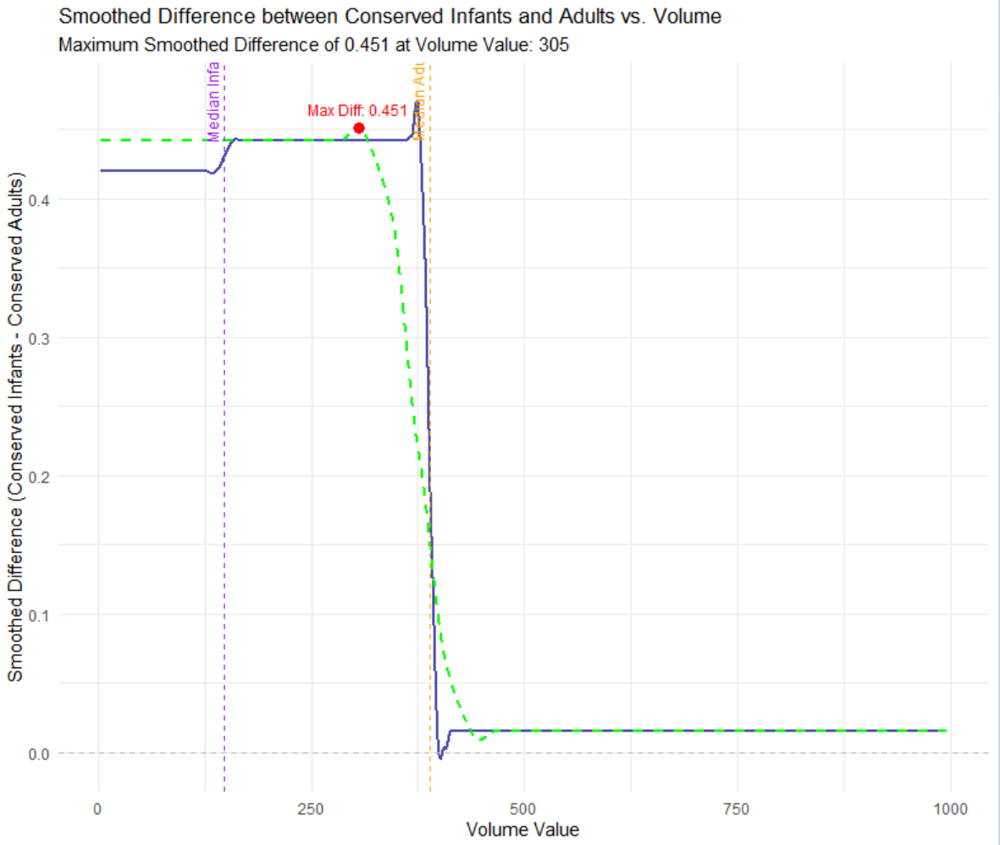 Smoothed Difference between Conserved Infants and Adults vs. Volume
Maximum Smoothed Difference of 0.451 at Volume Value: 305
Median Infa
Median Adu
Max Diff: 0.451
Smoothed Difference (Conserved Infants - Conserved Adults)
0.4
0.3
0.2
0.1
0.0
0
250
500
750
1000
Volume Value